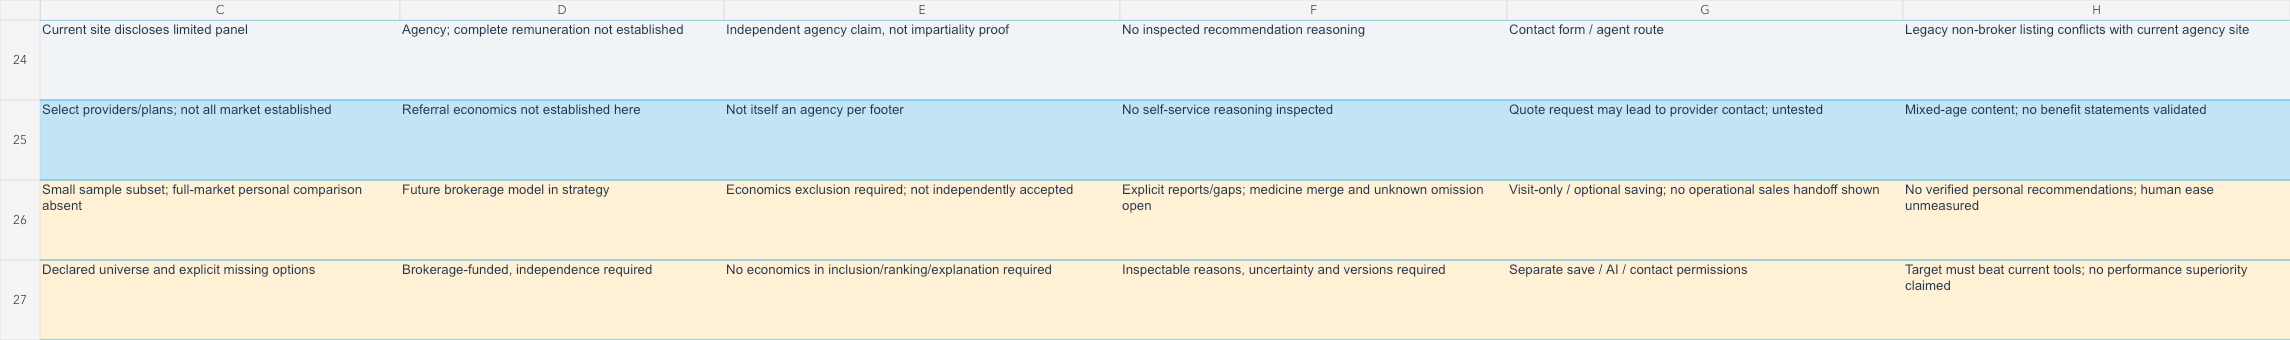 C D E F G H
24 Current site discloses limited panel Agency; complete remuneration not established Independent agency claim, not impartiality proof No inspected recommendation reasoning Contact form / agent route Legacy non-broker listing conflicts with current agency site
25 Select providers/plans; not all market established Referral economics not established here Not itself an agency per footer No self-service reasoning inspected Quote request may lead to provider contact; untested Mixed-age content; no benefit statements validated
26 Small sample subset; full-market personal comparison
absent
Future brokerage model in strategy
Economics exclusion required; not independently accepted
Explicit reports/gaps; medicine merge and unknown omission
open
Visit-only / optional saving; no operational sales handoff shown
No verified personal recommendations; human ease
unmeasured
27 Declared universe and explicit missing options
Brokerage-funded, independence required
No economics in inclusion/ranking/explanation required
Inspectable reasons, uncertainty and versions required
Separate save / AI / contact permissions
Target must beat current tools; no performance superiority
claimed